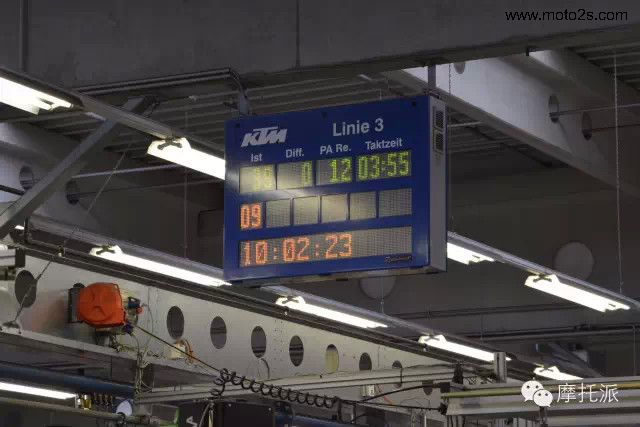 www.moto2s.com
KTM
Linie 3
Ist Diff. PA Re. Taktzeit
0 12 03:55
09
10:02:23
摩托派